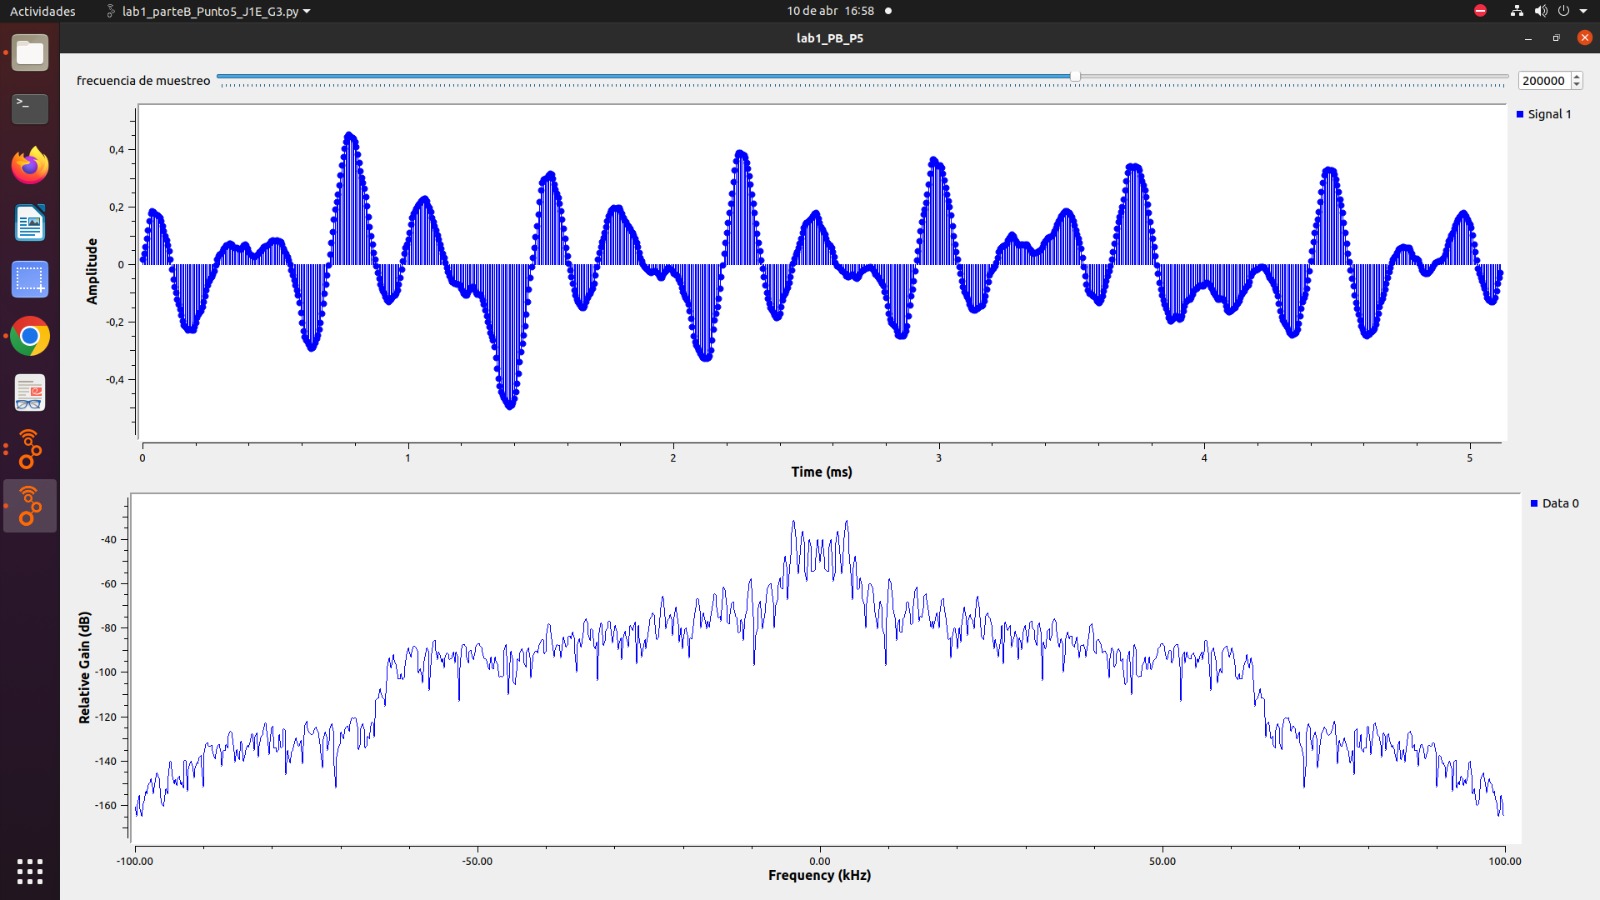 Actividades lab1_parteB_Punto5_J1E_G3.py 10 de abr 16:58
lab1_PB_P5
frecuencia de muestreo 200000
Signal 1
Amplitude
0,4
0,2
0
-0,2
-0,4
0 1 2 3 4 5
Time (ms)
Data 0
Relative Gain (dB)
-40
-60
-80
-100
-120
-140
-160
-100.00 -50.00 0.00 50.00 100.00
Frequency (kHz)